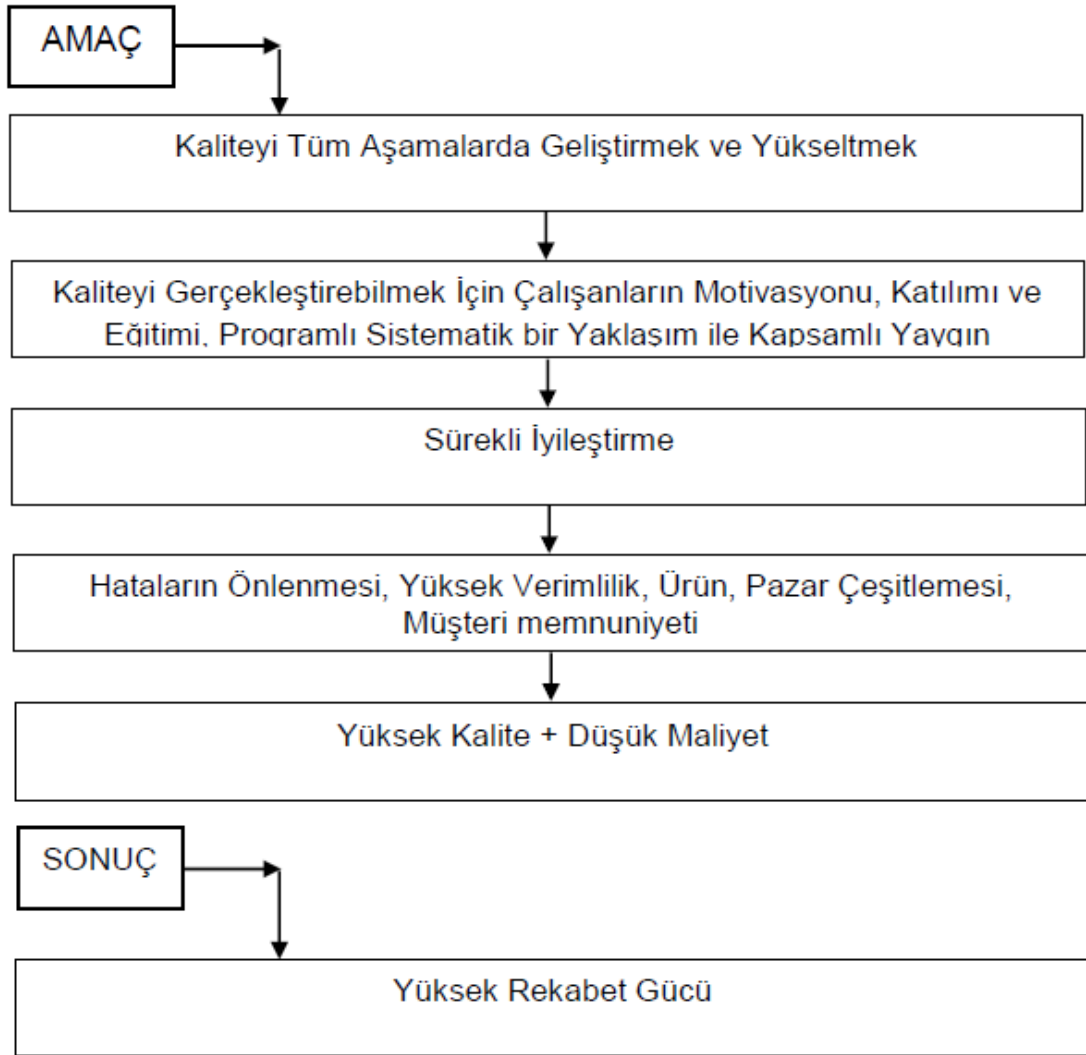 AMAÇ
Kaliteyi Tüm Aşamalarda Geliştirmek ve Yükseltmek
Kaliteyi Gerçekleştirebilmek İçin Çalışanların Motivasyonu, Katılımı ve
Eğitimi, Programlı Sistematik bir Yaklaşım ile Kapsamlı Yaygın
Sürekli İyileştirme
Hataların Önlenmesi, Yüksek Verimlilik, Ürün, Pazar Çeşitlemesi,
Müşteri memnuniyeti
Yüksek Kalite + Düşük Maliyet
SONUÇ
Yüksek Rekabet Gücü